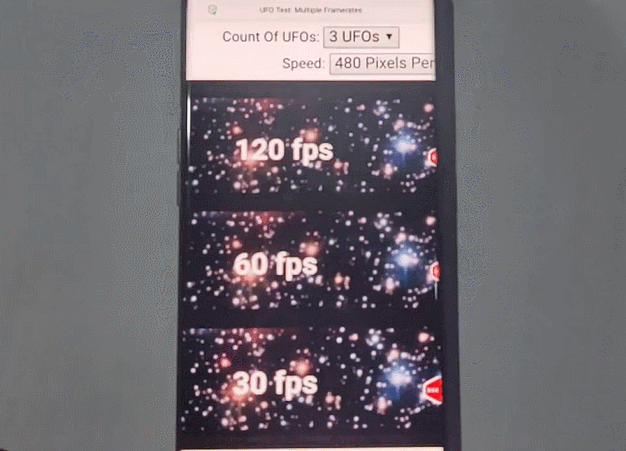 UFO Test: Multiple Framerates
Count Of UFOs: 3 UFOs
Speed: 480 Pixels Per
120 fps
60 fps
30 fps